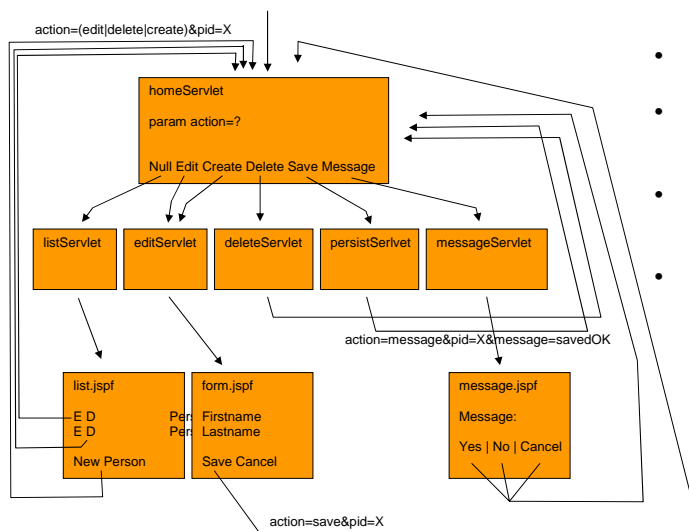 action=(edit|delete|create)&pid=X
homeServlet
param action=?
Null Edit Create Delete Save Message
listServlet
editServlet
deleteServlet
persistSerlvet
messageServlet
action=message&pid=X&message=savedOK
list.jspf
E D Pers
E D Pers
New Person
form.jspf
Firstname
Lastname
Save Cancel
message.jspf
Message:
Yes | No | Cancel
action=save&pid=X